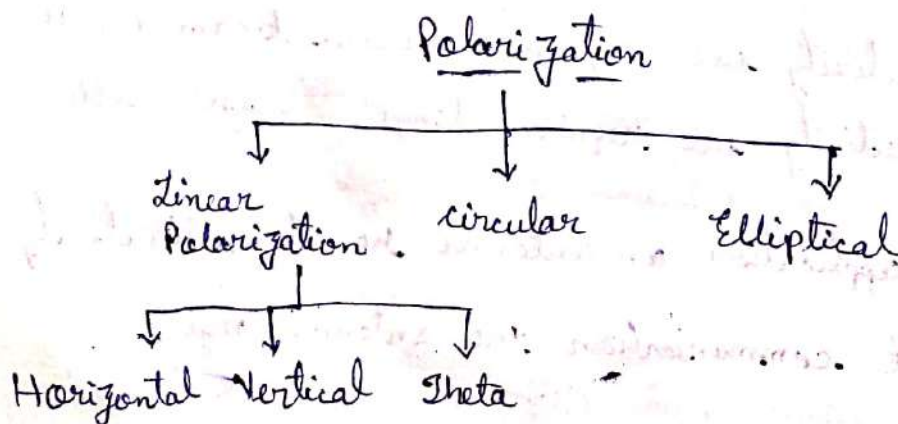 Polarization
Linear
Polarization.
circular
Elliptical
Horizontal
Vertical
Theta